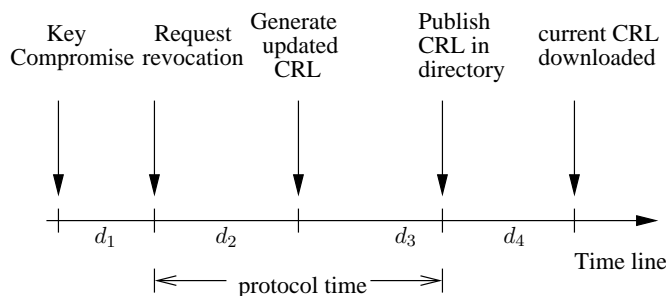 Key
Compromise
Request
revocation
Generate
updated
CRL
Publish
CRL in
directory
current CRL
downloaded
d1
d2
d3
d4
Time line
protocol time